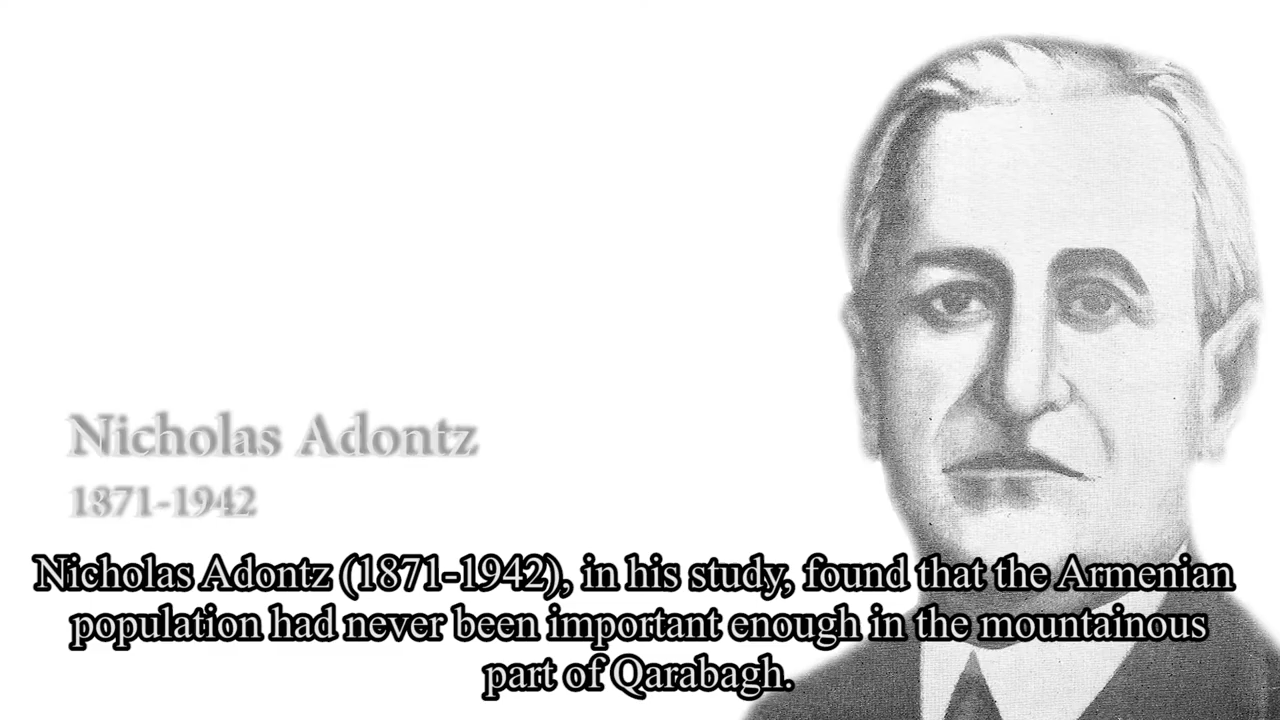 Nicholas Adontz
1871-1942
Nicholas Adontz (1871-1942), in his study, found that the Armenian
population had never been important enough in the mountainous
part of Qarabagh.